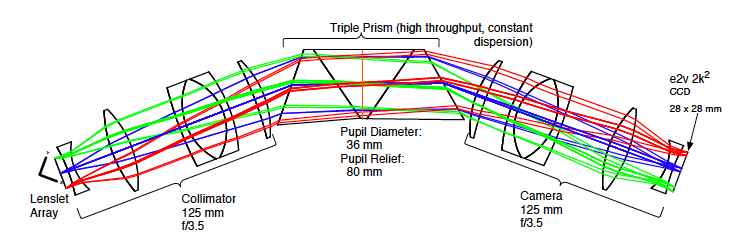 Triple Prism (high throughput, constant
dispersion)
e2v 2k²
CCD
28 x 28 mm
Pupil Diameter:
36 mm
Pupil Relief:
80 mm
Lenslet
Array
Collimator
125 mm
f/3.5
Camera
125 mm
f/3.5